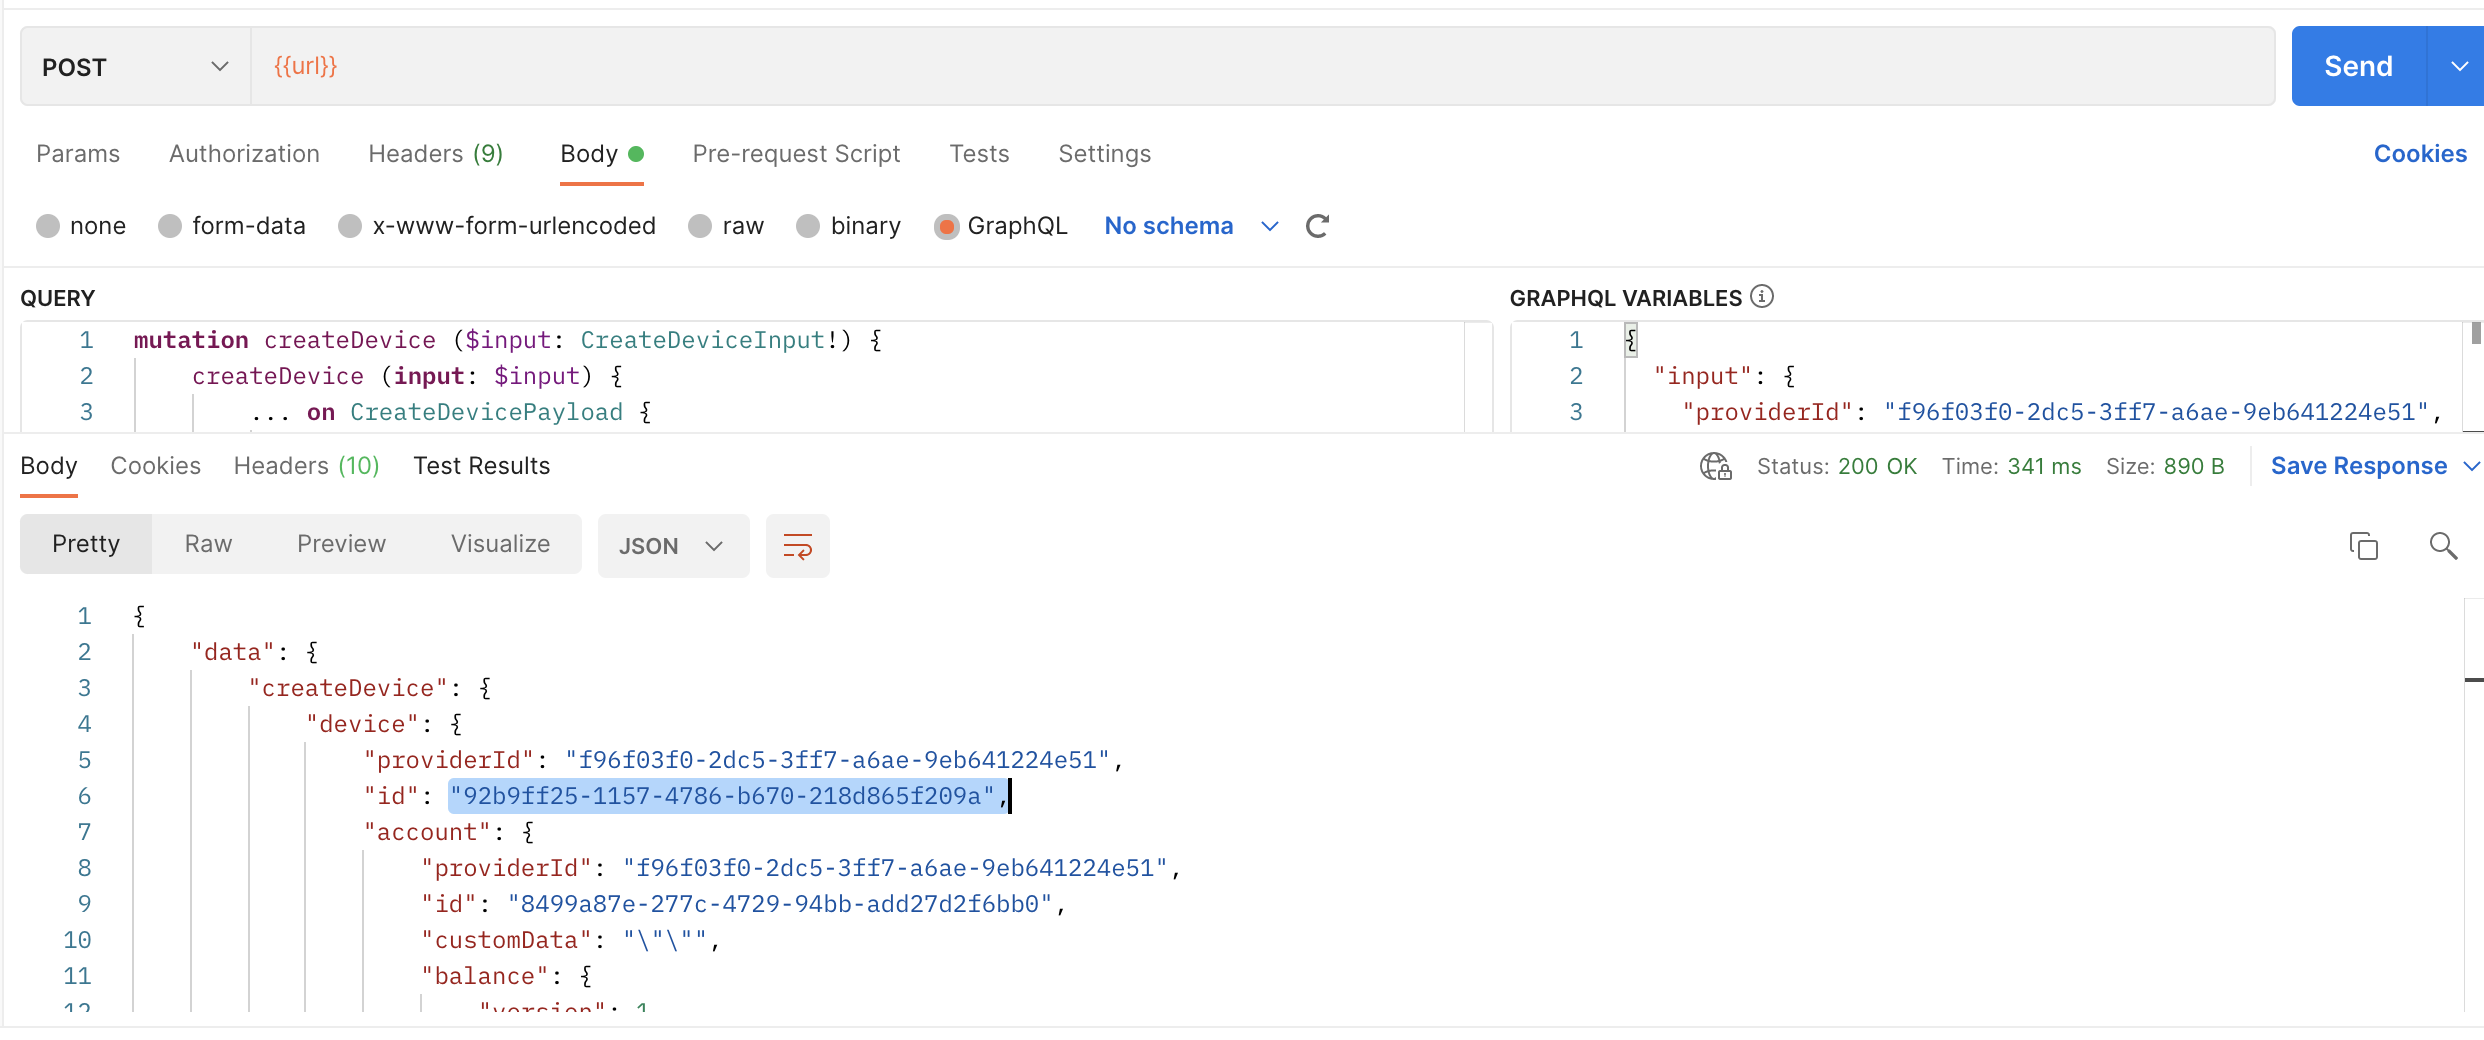 POST {{url}} Send
Params Authorization Headers (9) Body Pre-request Script Tests Settings Cookies
none form-data x-www-form-urlencoded raw binary GraphQL No schema
QUERY
1 mutation createDevice ($input: CreateDeviceInput!) {
2 createDevice (input: $input) {
3 ... on CreateDevicePayload {
GRAPHQL VARIABLES
1 {
2 "input": {
3 "providerId": "f96f03f0-2dc5-3ff7-a6ae-9eb641224e51",
Body Cookies Headers (10) Test Results Status: 200 OK Time: 341 ms Size: 890 B Save Response
Pretty Raw Preview Visualize JSON
1 {
2 "data": {
3 "createDevice": {
4 "device": {
5 "providerId": "f96f03f0-2dc5-3ff7-a6ae-9eb641224e51",
6 "id": "92b9ff25-1157-4786-b670-218d865f209a",
7 "account": {
8 "providerId": "f96f03f0-2dc5-3ff7-a6ae-9eb641224e51",
9 "id": "8499a87e-277c-4729-94bb-add27d2f6bb0",
10 "customData": "\"\"",
11 "balance": {
12 "version": 1